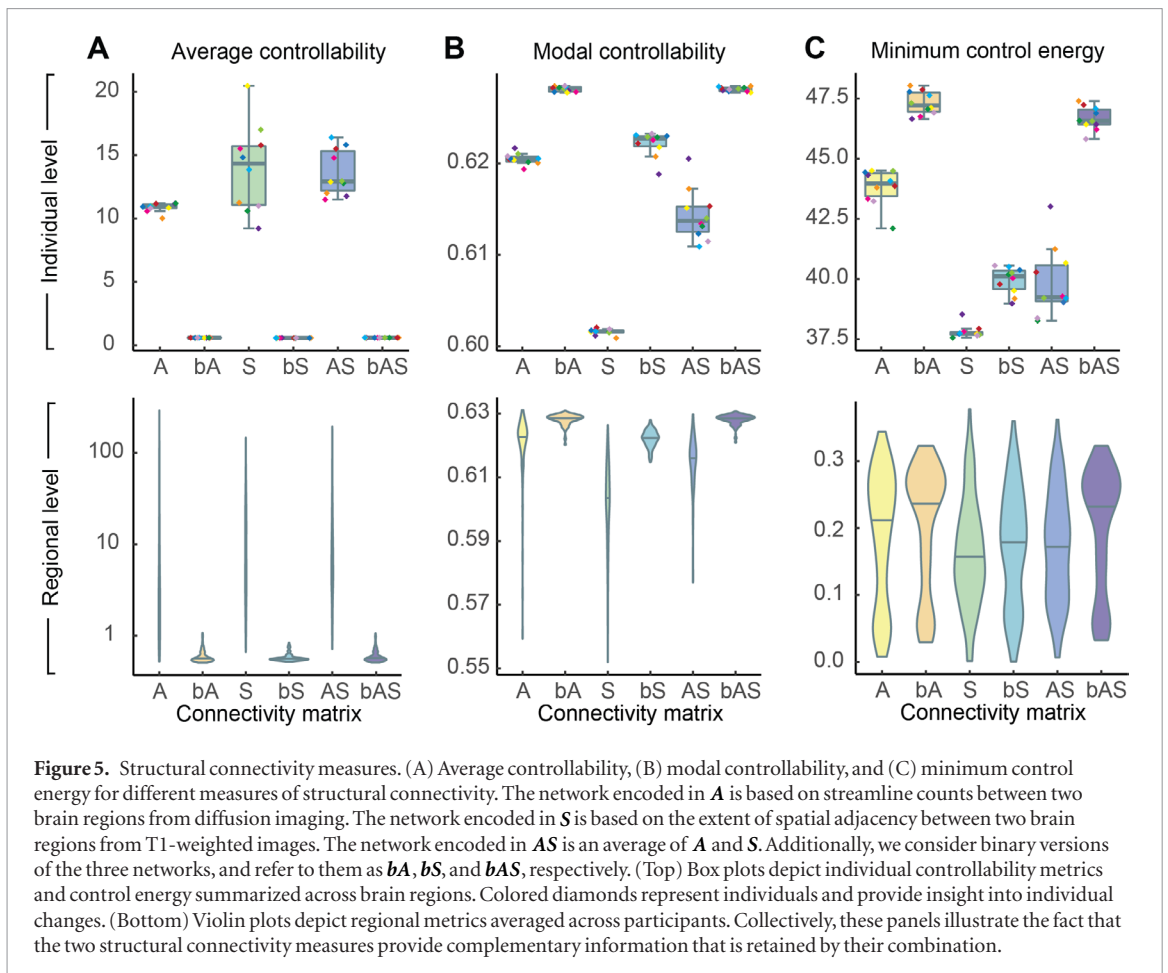 A Average controllability
B Modal controllability
C Minimum control energy
Individual level
20
15
10
5
0
A bA S bS AS bAS
0.62
0.61
0.60
A bA S bS AS bAS
47.5
45.0
42.5
40.0
37.5
A bA S bS AS bAS
Regional level
100
10
1
A bA S bS AS bAS
Connectivity matrix
0.63
0.61
0.59
0.57
0.55
A bA S bS AS bAS
Connectivity matrix
0.3
0.2
0.1
0.0
A bA S bS AS bAS
Connectivity matrix
Figure 5. Structural connectivity measures. (A) Average controllability, (B) modal controllability, and (C) minimum control
energy for different measures of structural connectivity. The network encoded in A is based on streamline counts between two
brain regions from diffusion imaging. The network encoded in S is based on the extent of spatial adjacency between two brain
regions from T1-weighted images. The network encoded in AS is an average of A and S. Additionally, we consider binary versions
of the three networks, and refer to them as bA, bS, and bAS, respectively. (Top) Box plots depict individual controllability metrics
and control energy summarized across brain regions. Colored diamonds represent individuals and provide insight into individual
changes. (Bottom) Violin plots depict regional metrics averaged across participants. Collectively, these panels illustrate the fact that
the two structural connectivity measures provide complementary information that is retained by their combination.